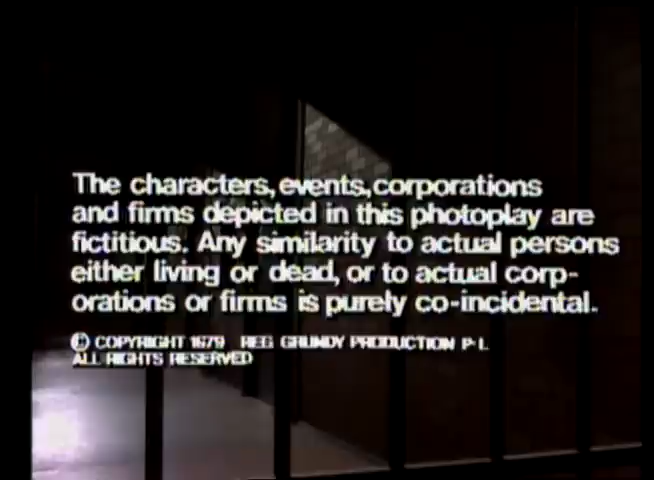 The characters, events, corporations
and firms depicted in this photoplay are
fictitious. Any similarity to actual persons
either living or dead, or to actual corp-
orations or firms is purely co-incidental.
© COPYRIGHT 1979 REG GRUNDY PRODUCTION P·L
ALL RIGHTS RESERVED